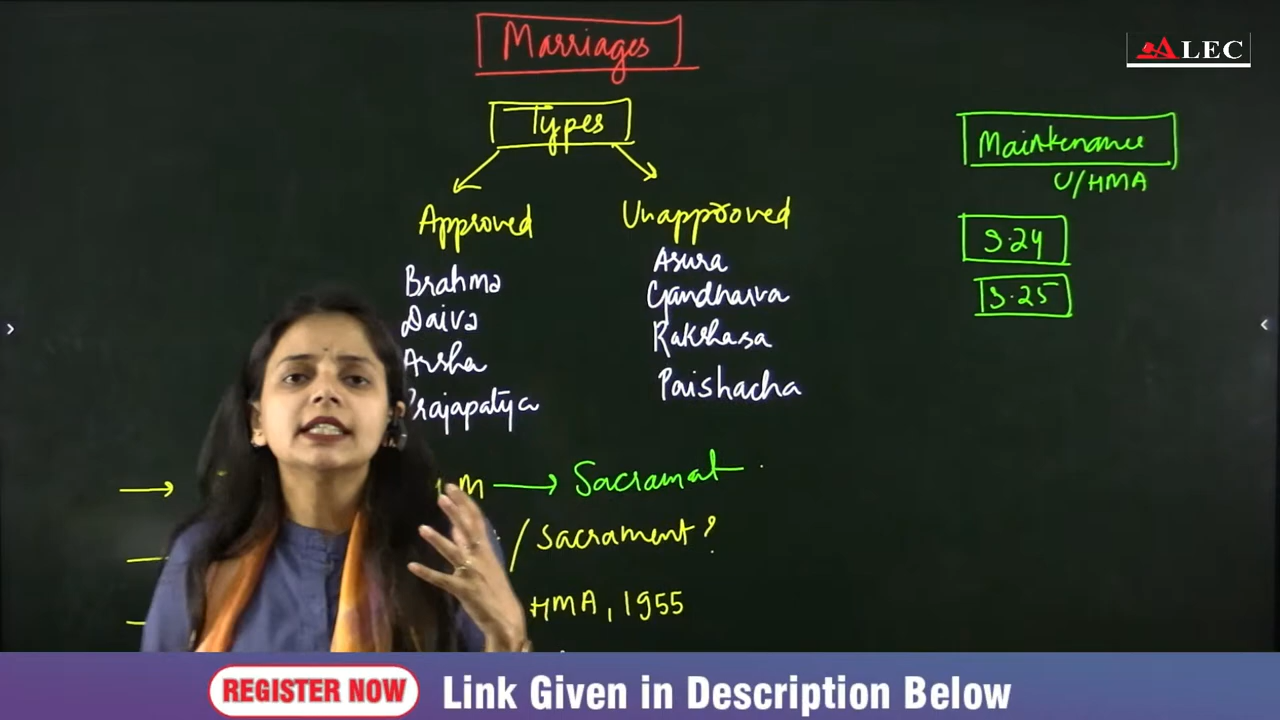 Marriages
ALEC
Types
Approved
Unapproved
Brahma
Daiva
Arsha
Prajapatya
Asura
Gandharva
Rakshasa
Paishacha
Maintenance
U/HMA
S.24
S.25
M → Sacramat
/ Sacrament?
HMA, 1955
REGISTER NOW
Link Given in Description Below